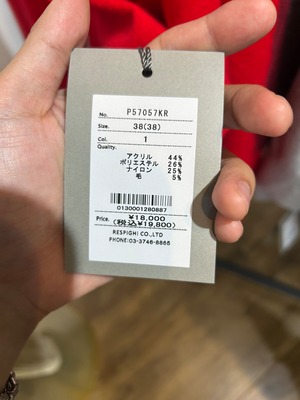 No. P57057KR
Size. 38(38)
Col. 1
Quality.
アクリル 44%
ポリエステル 26%
ナイロン 25%
毛 5%
0130001280887
Price. ¥18,000
(税込¥19,800)
RESPIGHI CO.,LTD
PHONE:03-3746-8866